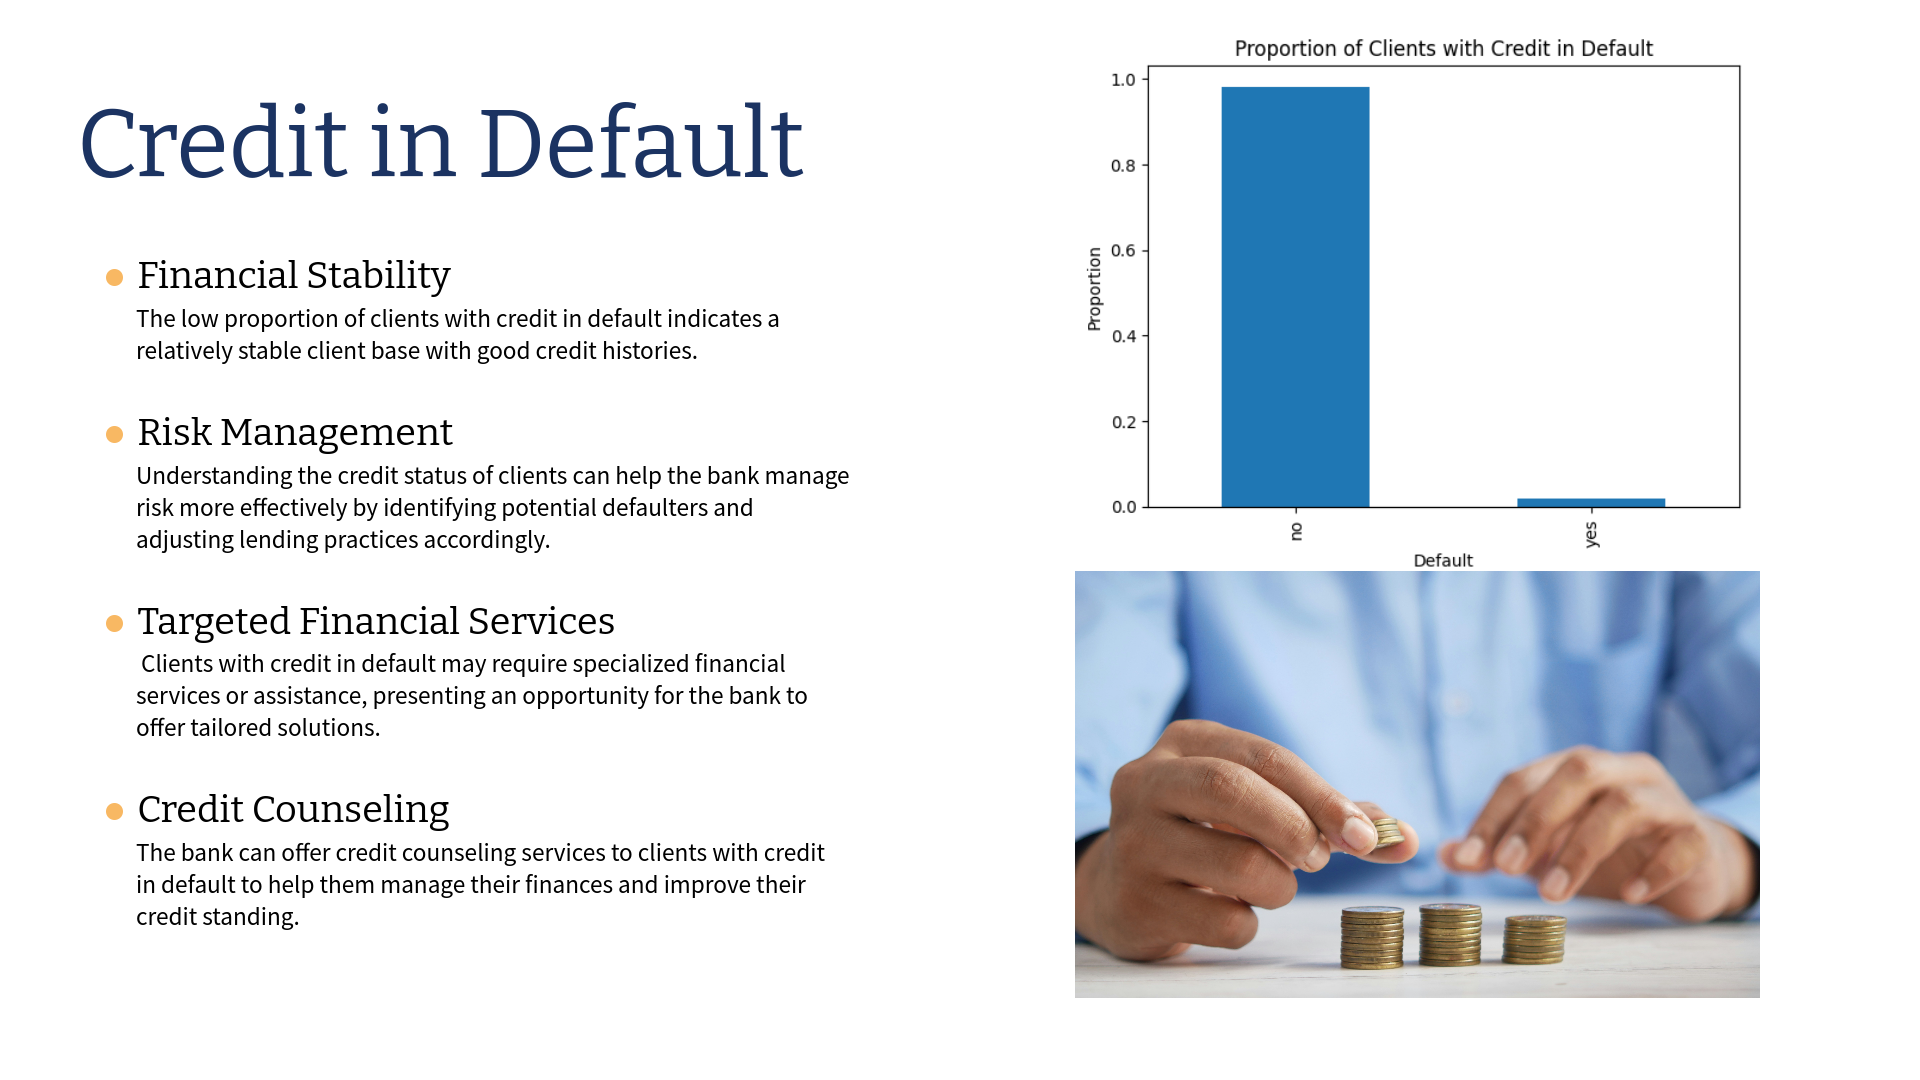 Credit in Default
Financial Stability
The low proportion of clients with credit in default indicates a
relatively stable client base with good credit histories.
Risk Management
Understanding the credit status of clients can help the bank manage
risk more effectively by identifying potential defaulters and
adjusting lending practices accordingly.
Targeted Financial Services
Clients with credit in default may require specialized financial
services or assistance, presenting an opportunity for the bank to
offer tailored solutions.
Credit Counseling
The bank can offer credit counseling services to clients with credit
in default to help them manage their finances and improve their
credit standing.
Proportion of Clients with Credit in Default
Proportion
1.0
0.8
0.6
0.4
0.2
0.0
no
yes
Default